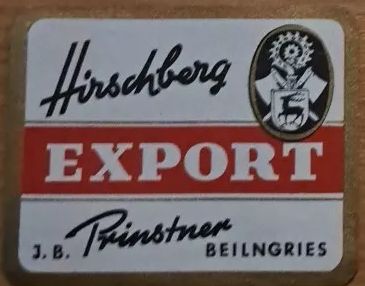 Hirschberg
EXPORT
J. B. Prinstner BEILNGRIES